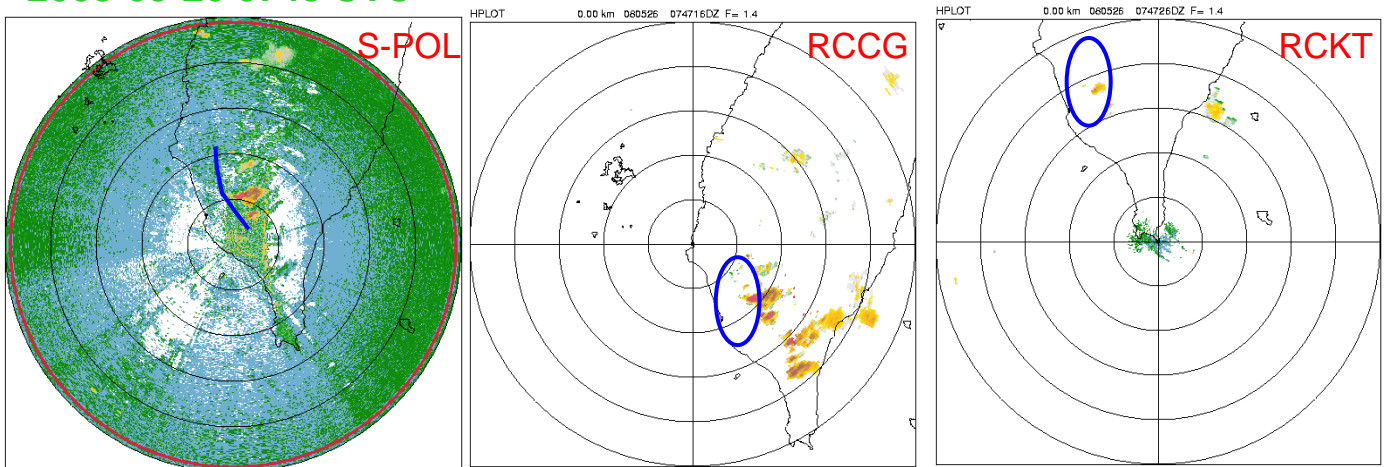 HPLOT 0.00 km 080526 074716DZ F= 1.4
HPLOT 0.00 km 080526 074726DZ F= 1.4
S-POL
RCCG
RCKT